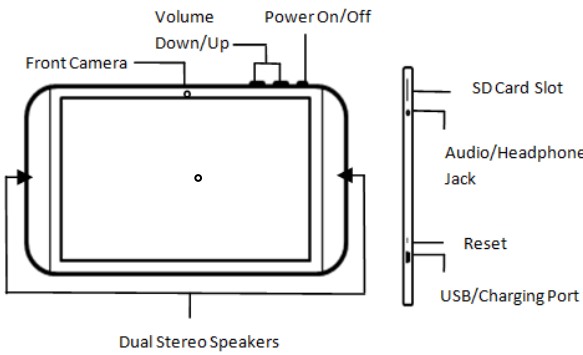 Volume
Down/Up
Power On/Off
Front Camera
SD Card Slot
Audio/Headphone
Jack
Reset
USB/Charging Port
Dual Stereo Speakers